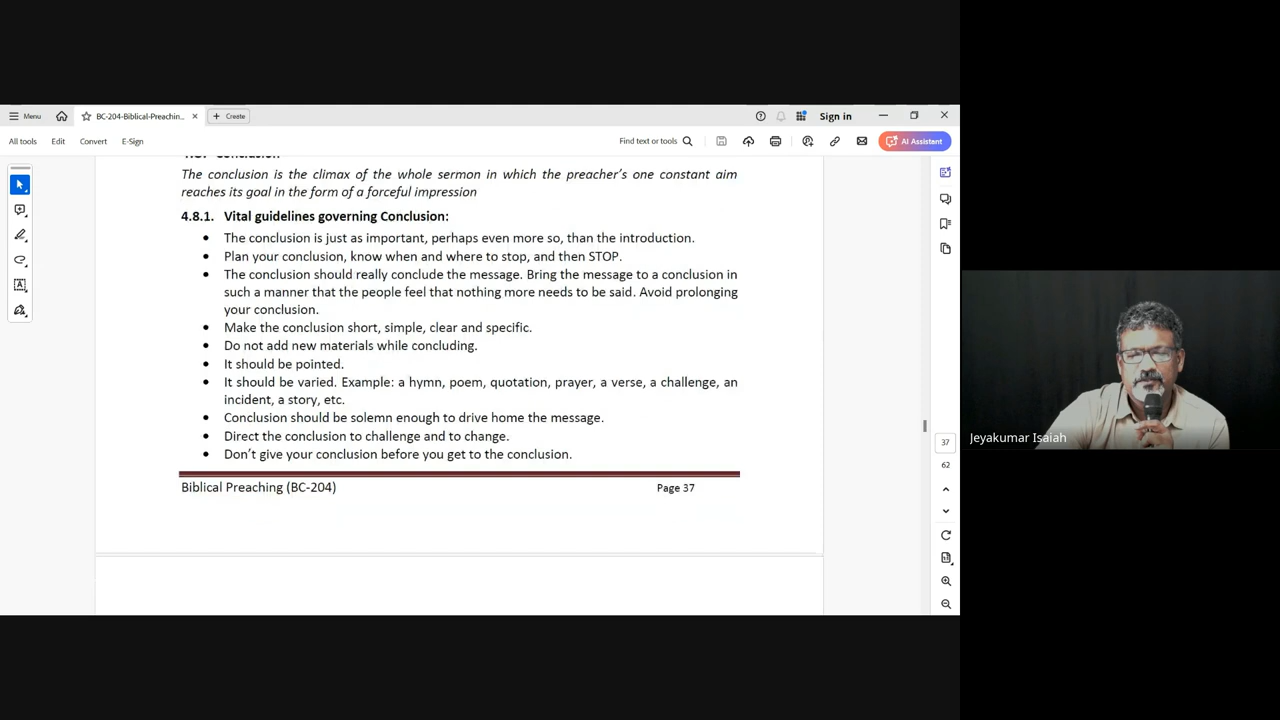 Menu
BC-204-Biblical-Preachin...
Create
Sign in
All tools
Edit
Convert
E-Sign
Find text or tools
AI Assistant
The conclusion is the climax of the whole sermon in which the preacher's one constant aim
reaches its goal in the form of a forceful impression
4.8.1. Vital guidelines governing Conclusion:
• The conclusion is just as important, perhaps even more so, than the introduction.
• Plan your conclusion, know when and where to stop, and then STOP.
• The conclusion should really conclude the message. Bring the message to a conclusion in
such a manner that the people feel that nothing more needs to be said. Avoid prolonging
your conclusion.
• Make the conclusion short, simple, clear and specific.
• Do not add new materials while concluding.
• It should be pointed.
• It should be varied. Example: a hymn, poem, quotation, prayer, a verse, a challenge, an
incident, a story, etc.
• Conclusion should be solemn enough to drive home the message.
• Direct the conclusion to challenge and to change.
• Don't give your conclusion before you get to the conclusion.
Biblical Preaching (BC-204)
Page 37
37
62
Jeyakumar Isaiah